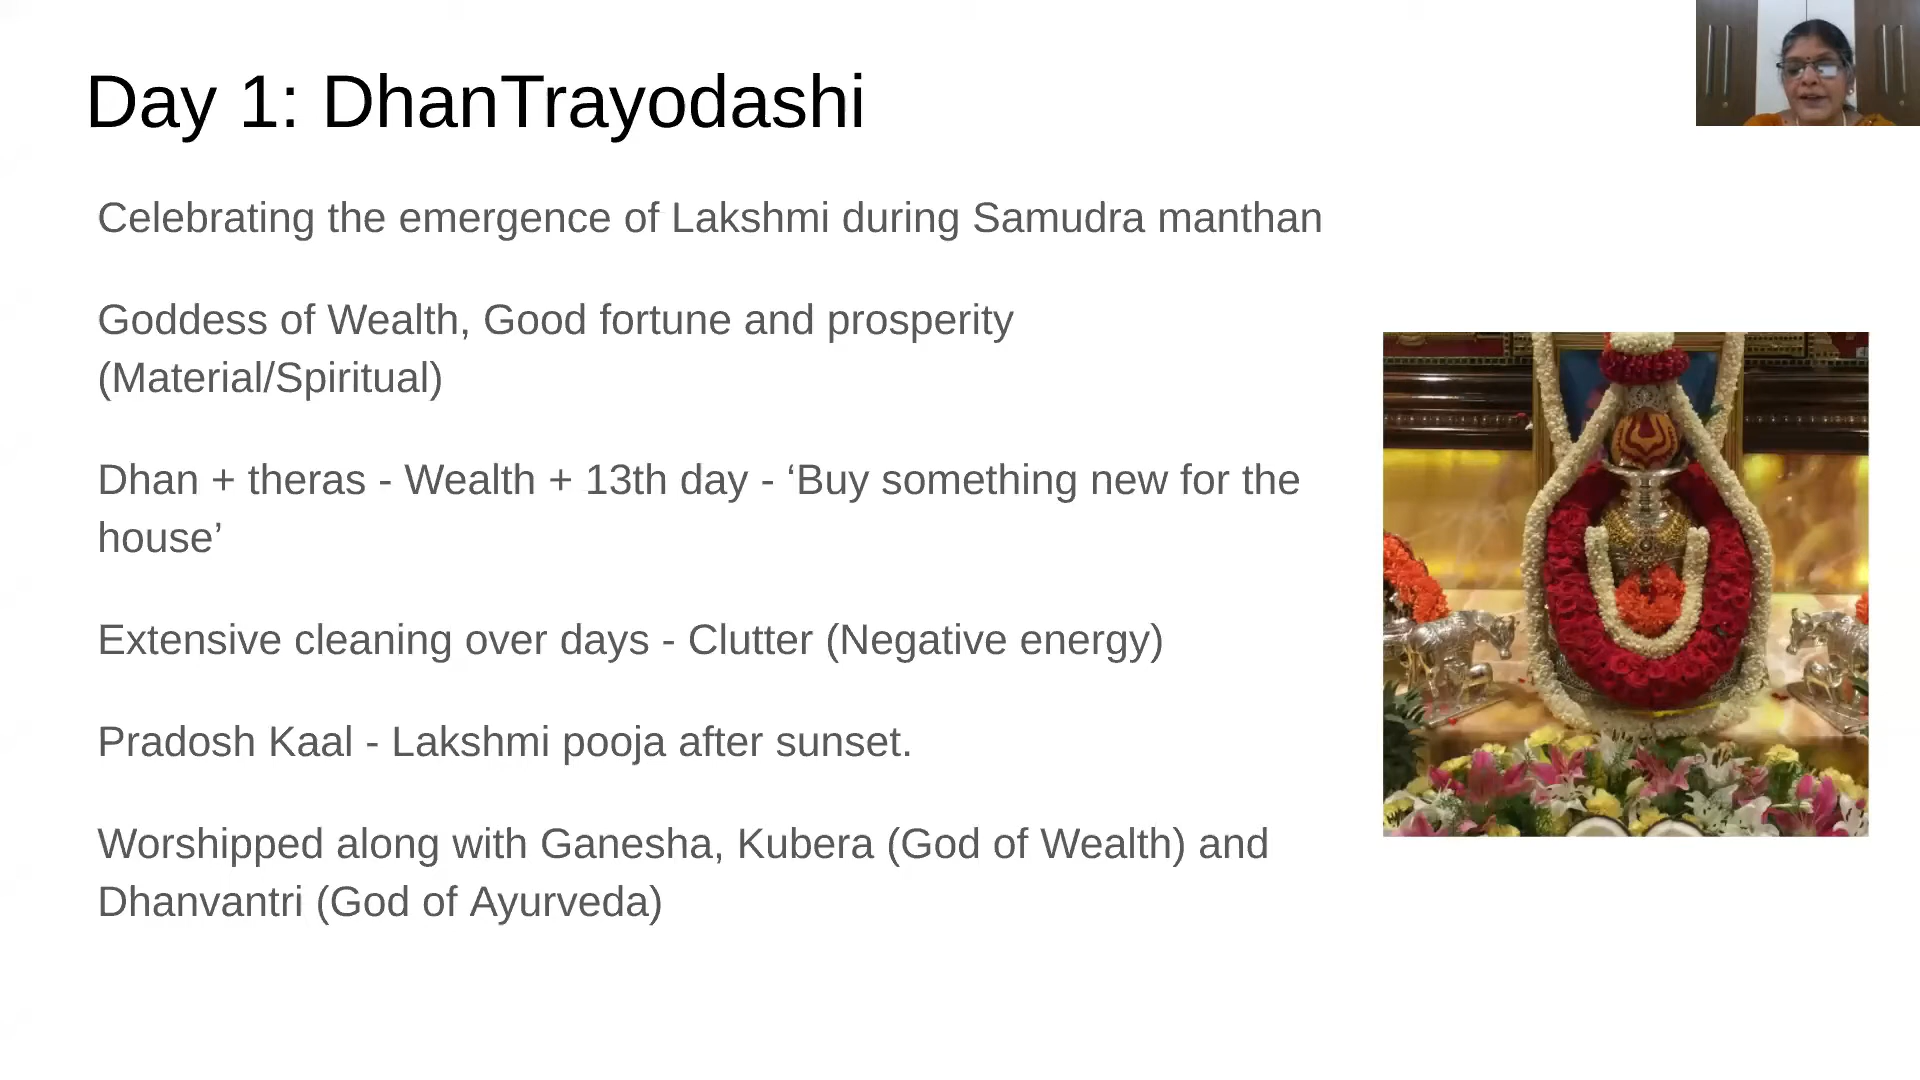 Day 1: DhanTrayodashi
Celebrating the emergence of Lakshmi during Samudra manthan
Goddess of Wealth, Good fortune and prosperity
(Material/Spiritual)
Dhan + theras - Wealth + 13th day - ‘Buy something new for the
house’
Extensive cleaning over days - Clutter (Negative energy)
Pradosh Kaal - Lakshmi pooja after sunset.
Worshipped along with Ganesha, Kubera (God of Wealth) and
Dhanvantri (God of Ayurveda)